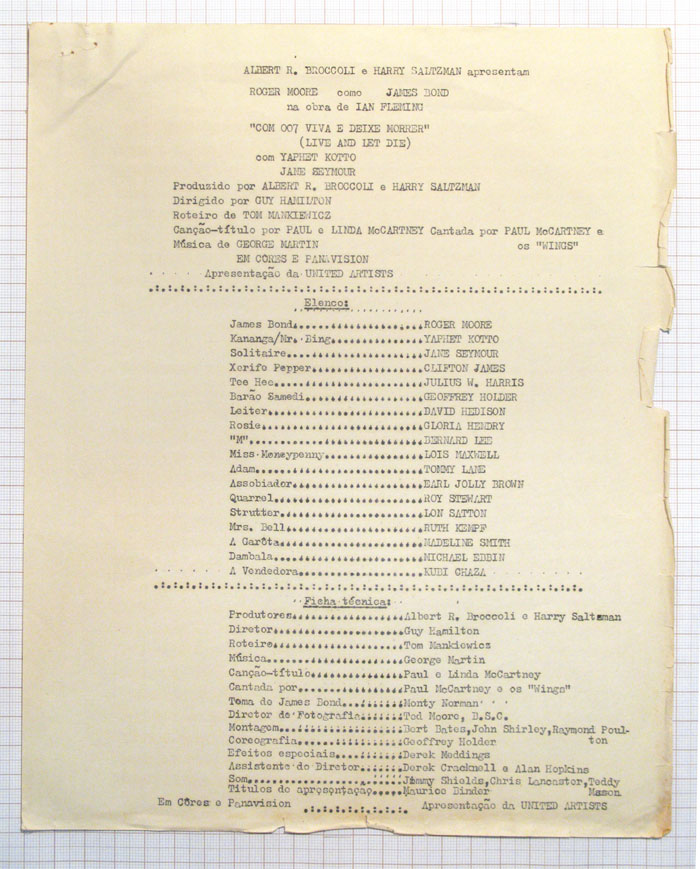 ALBERT R. BROCCOLI e HARRY SALTZMAN apresentam
ROGER MOORE como JAMES BOND
na obra de IAN FLEMING
"COM 007 VIVA E DEIXE MORRER"
(LIVE AND LET DIE)
com YAPHET KOTTO
JANE SEYMOUR
Produzido por ALBERT R. BROCCOLI e HARRY SALTZMAN
Dirigido por GUY HAMILTON
Roteiro de TOM MANKIEWICZ
Canção-título por PAUL e LINDA McCARTNEY Cantada por PAUL McCARTNEY e
Música de GEORGE MARTIN os "WINGS"
EM CÔRES E PANAVISION
Apresentação da UNITED ARTISTS
Elenco:
James Bond........................ROGER MOORE
Kananga/Mr. Bing..................YAPHET KOTTO
Solitaire.........................JANE SEYMOUR
Xerife Pepper.....................CLIFTON JAMES
Tee Hee...........................JULIUS W. HARRIS
Barão Samedi......................GEOFFREY HOLDER
Leiter............................DAVID HEDISON
Rosie.............................GLORIA HENDRY
"M"...............................BERNARD LEE
Miss Moneypenny...................LOIS MAXWELL
Adam..............................TOMMY LANE
Assobiador........................EARL JOLLY BROWN
Quarrel...........................ROY STEWART
Strutter..........................LON SATTON
Mrs. Bell.........................RUTH KEMPF
A Garôta..........................MADELINE SMITH
Dambala...........................MICHAEL EBBIN
A Vendedora.......................KUBI CHAZA
Ficha técnica:
Produtores......................Albert R. Broccoli e Harry Saltzman
Diretor.........................Guy Hamilton
Roteiro.........................Tom Mankiewicz
Música..........................George Martin
Canção-título...................Paul e Linda McCartney
Cantada por.....................Paul McCartney e os "Wings"
Tema de James Bond..............Monty Norman
Diretor de Fotografia...........Ted Moore, B.S.C.
Montagem........................Bert Bates,John Shirley,Raymond Poul-
Coreografia.....................Geoffrey Holder ton
Efeitos especiais...............Derek Meddings
Assistente de Diretor...........Derek Cracknell e Alan Hopkins
Som.............................Jimmy Shields,Chris Lancaster,Teddy
Titulos de apresentação.........Maurice Binder Mason
Em Côres e Panavision Apresentação da UNITED ARTISTS